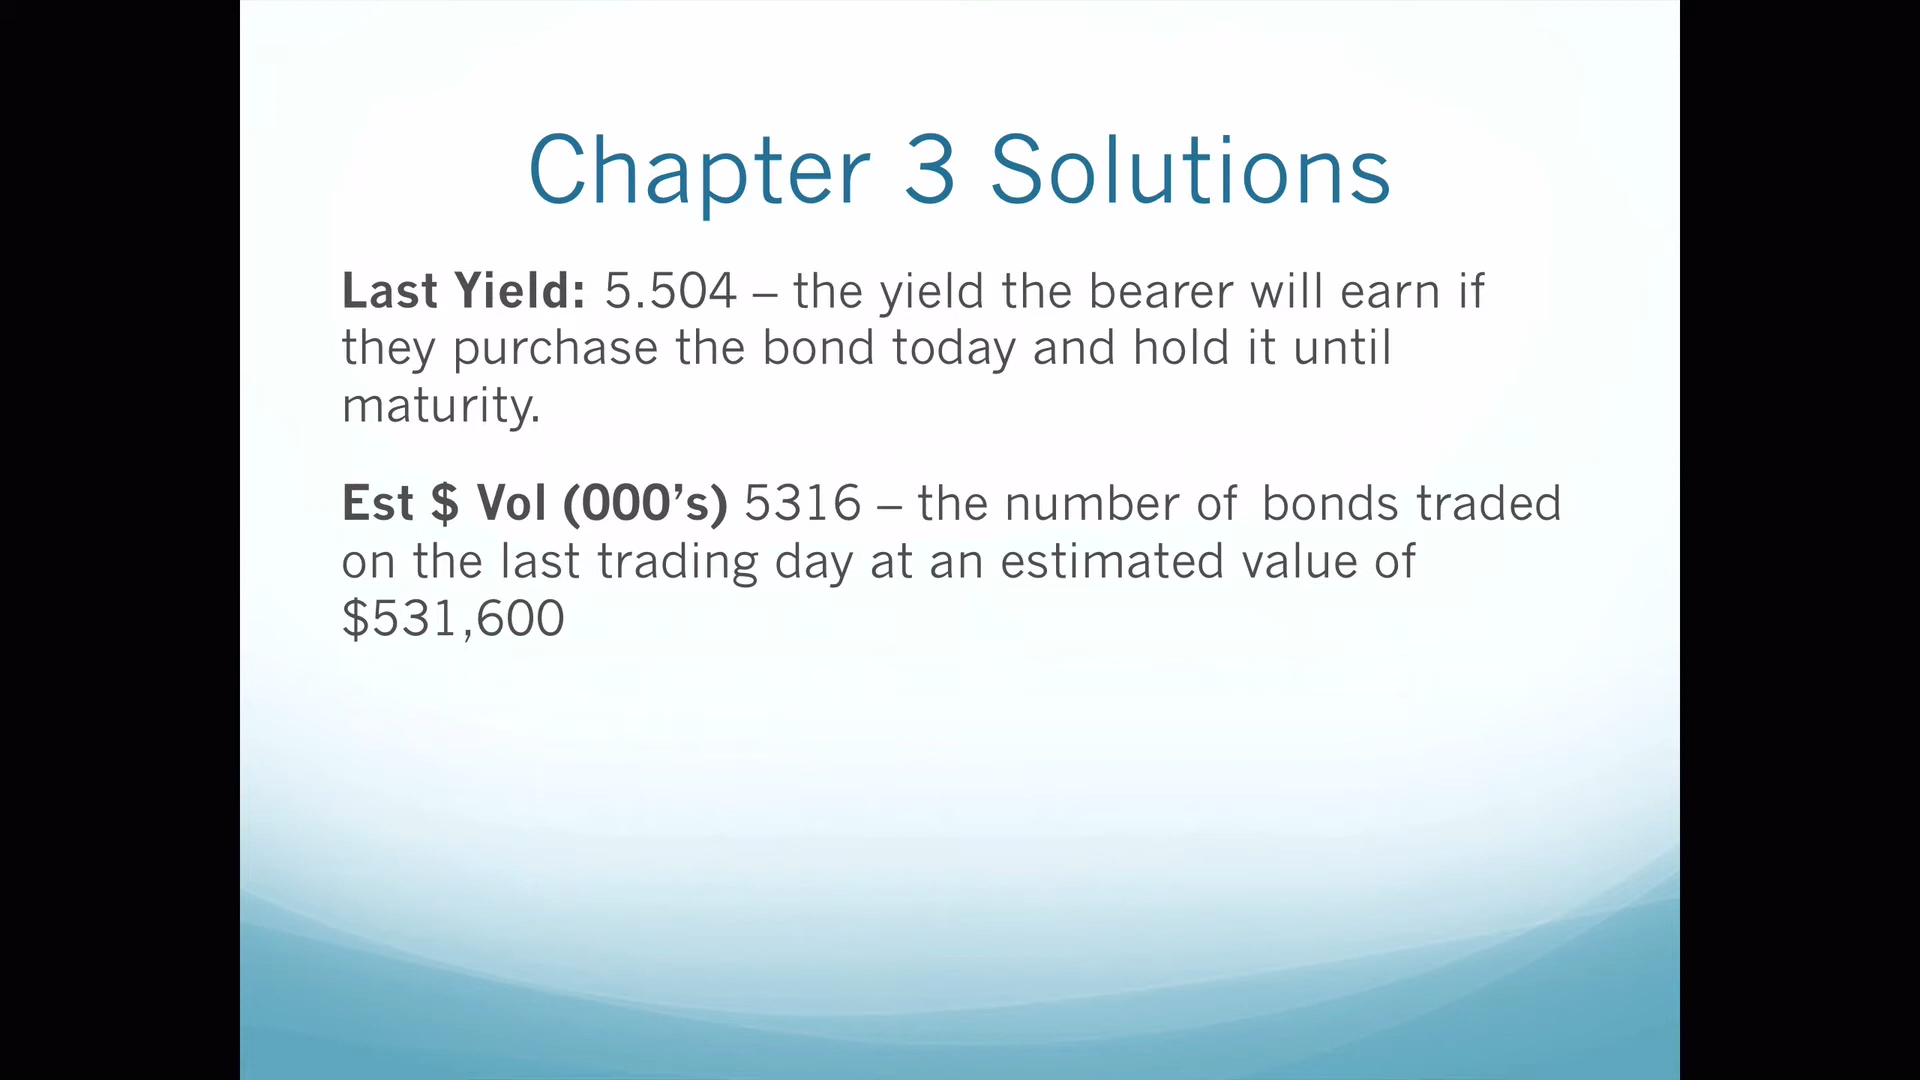 Chapter 3 Solutions
Last Yield: 5.504 – the yield the bearer will earn if
they purchase the bond today and hold it until
maturity.
Est $ Vol (000’s) 5316 – the number of bonds traded
on the last trading day at an estimated value of
$531,600